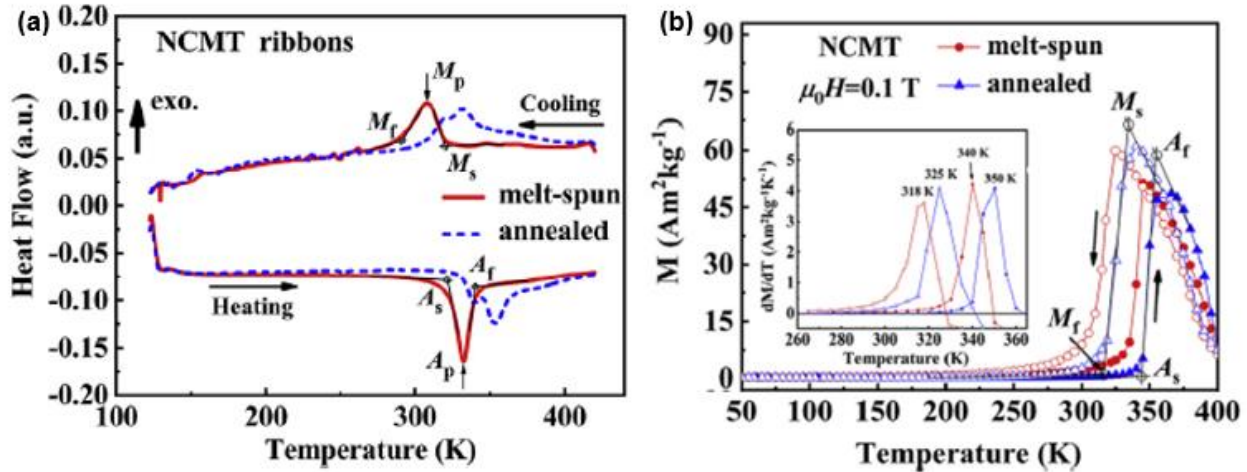 (a)
0.20
0.15
0.10
0.05
0.00
-0.05
-0.10
-0.15
-0.20
Heat Flow (a.u.)
NCMT ribbons
exo.
Mp
Cooling
Mf
Ms
melt-spun
annealed
Heating
As
Af
Ap
100
200
300
400
Temperature (K)
(b)
90
75
60
45
30
15
0
M (Am²kg⁻¹)
NCMT
melt-spun
μ₀H=0.1 T
annealed
Ms
Af
6
5
4
3
2
1
0
dM/dT (Am²kg⁻¹K⁻¹)
318 K
325 K
340 K
350 K
260
280
300
320
340
360
Temperature (K)
Mf
As
50
100
150
200
250
300
350
400
Temperature (K)